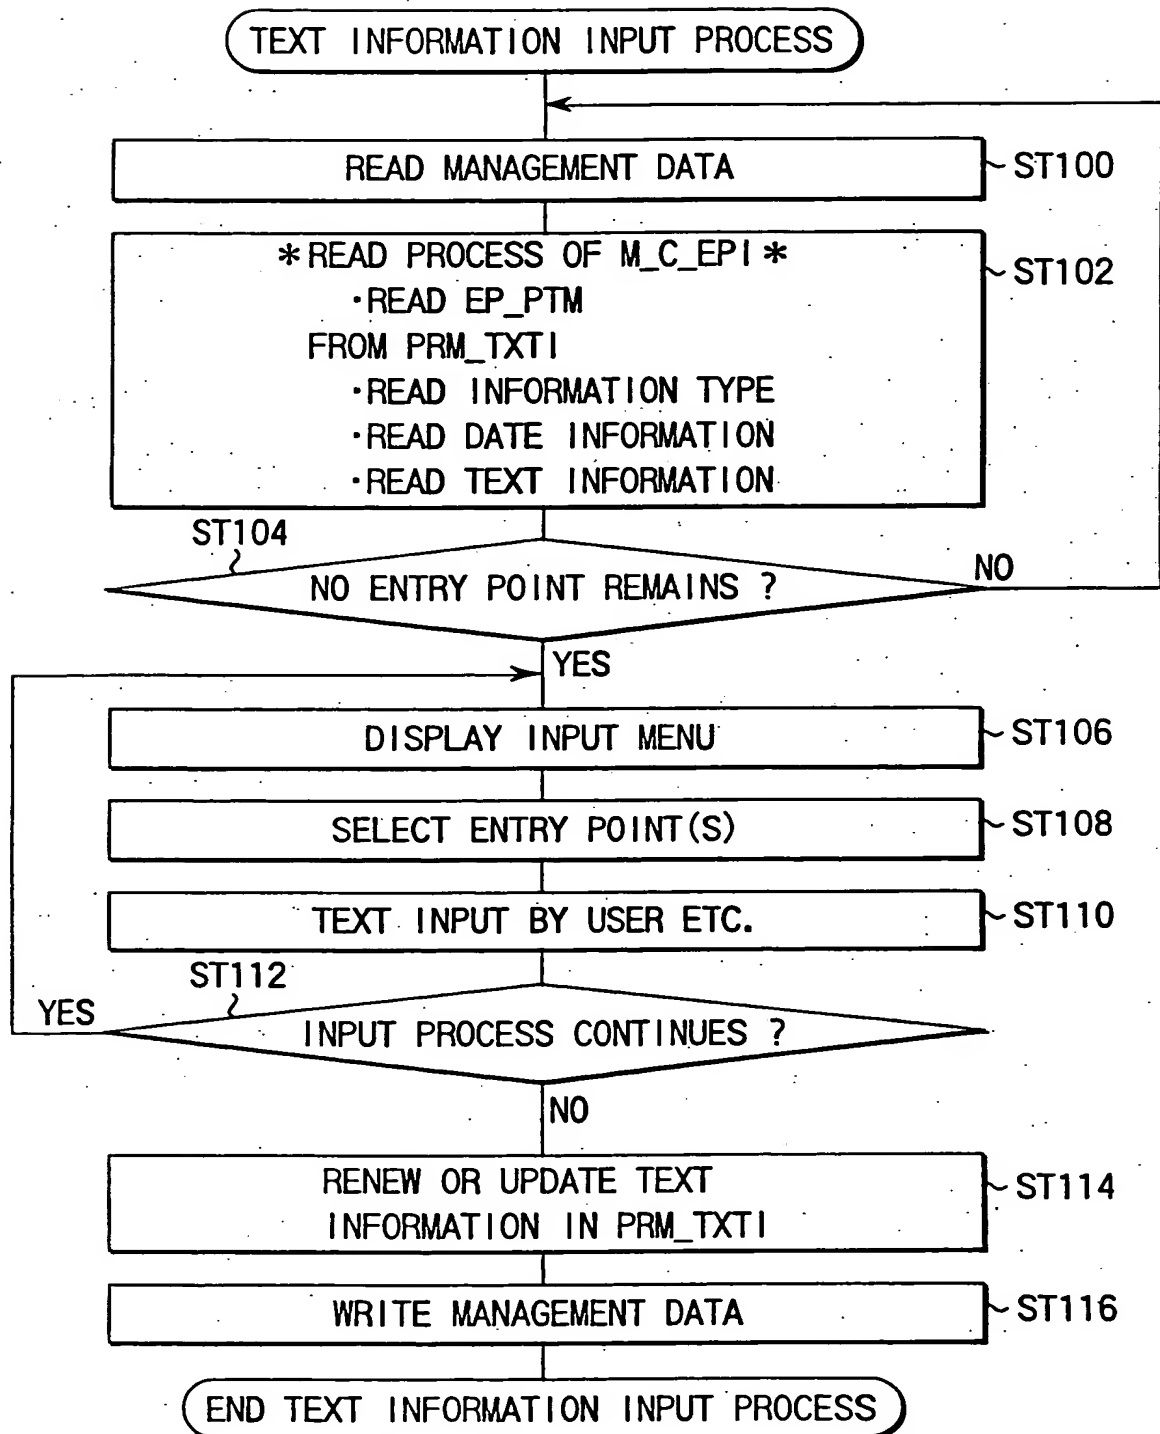 TEXT INFORMATION INPUT PROCESS
READ MANAGEMENT DATA
ST100
*READ PROCESS OF M_C_EPI*
ST102
·READ EP_PTM
FROM PRM_TXTI
·READ INFORMATION TYPE
·READ DATE INFORMATION
·READ TEXT INFORMATION
ST104
NO ENTRY POINT REMAINS ?
NO
YES
DISPLAY INPUT MENU
ST106
SELECT ENTRY POINT(S)
ST108
TEXT INPUT BY USER ETC.
ST110
ST112
YES
INPUT PROCESS CONTINUES ?
NO
RENEW OR UPDATE TEXT
INFORMATION IN PRM_TXTI
ST114
WRITE MANAGEMENT DATA
ST116
END TEXT INFORMATION INPUT PROCESS